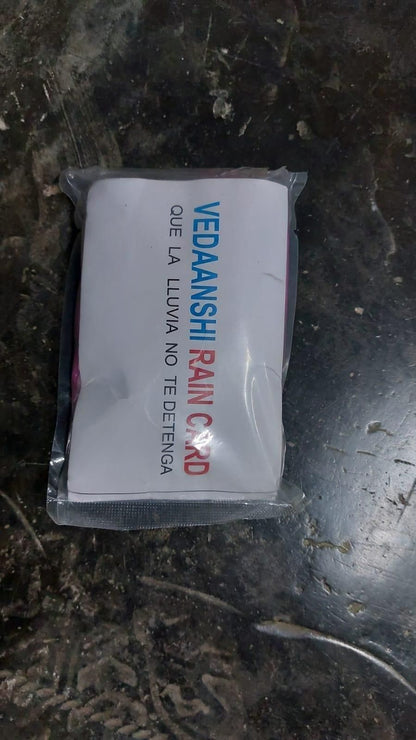 VEDAANSHI RAIN CARD
QUE LA LLUVIA NO TE DETENGA